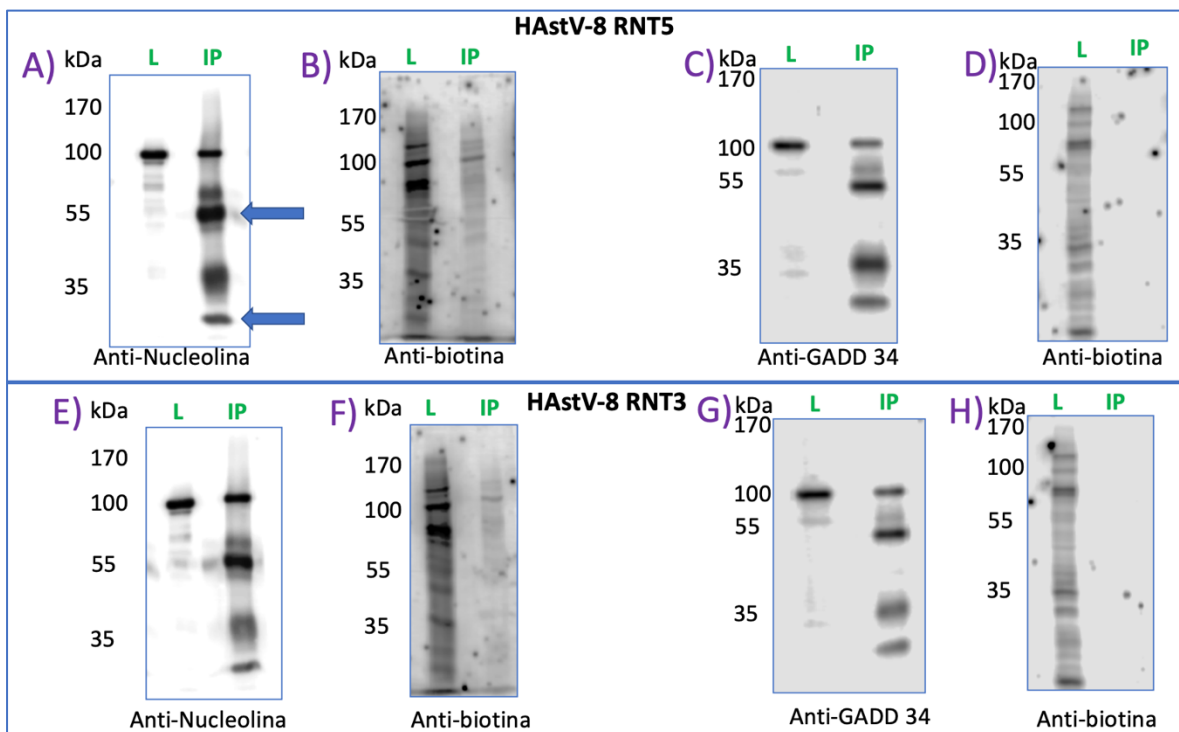 HAstV-8 RNT5
A) kDa L IP
170
100
55
35
Anti-Nucleolina
B) kDa L IP
170
100
55
35
Anti-biotina
C) kDa L IP
170
100
55
35
Anti-GADD 34
D) kDa L IP
170
100
55
35
Anti-biotina
HAstV-8 RNT3
E) kDa L IP
170
100
55
35
Anti-Nucleolina
F) kDa L IP
170
100
55
35
Anti-biotina
G) kDa L IP
170
100
55
35
Anti-GADD 34
H) kDa L IP
170
100
55
35
Anti-biotina